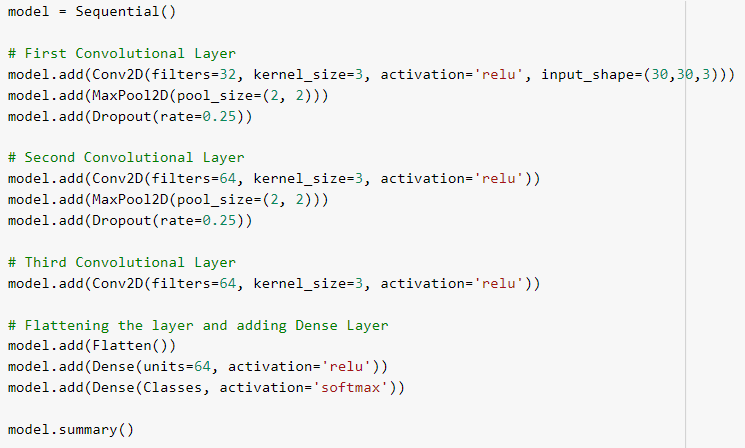 model = Sequential()
# First Convolutional Layer
model.add(Conv2D(filters=32, kernel_size=3, activation='relu', input_shape=(30,30,3)))
model.add(MaxPool2D(pool_size=(2, 2)))
model.add(Dropout(rate=0.25))
# Second Convolutional Layer
model.add(Conv2D(filters=64, kernel_size=3, activation='relu'))
model.add(MaxPool2D(pool_size=(2, 2)))
model.add(Dropout(rate=0.25))
# Third Convolutional Layer
model.add(Conv2D(filters=64, kernel_size=3, activation='relu'))
# Flattening the layer and adding Dense Layer
model.add(Flatten())
model.add(Dense(units=64, activation='relu'))
model.add(Dense(Classes, activation='softmax'))
model.summary()